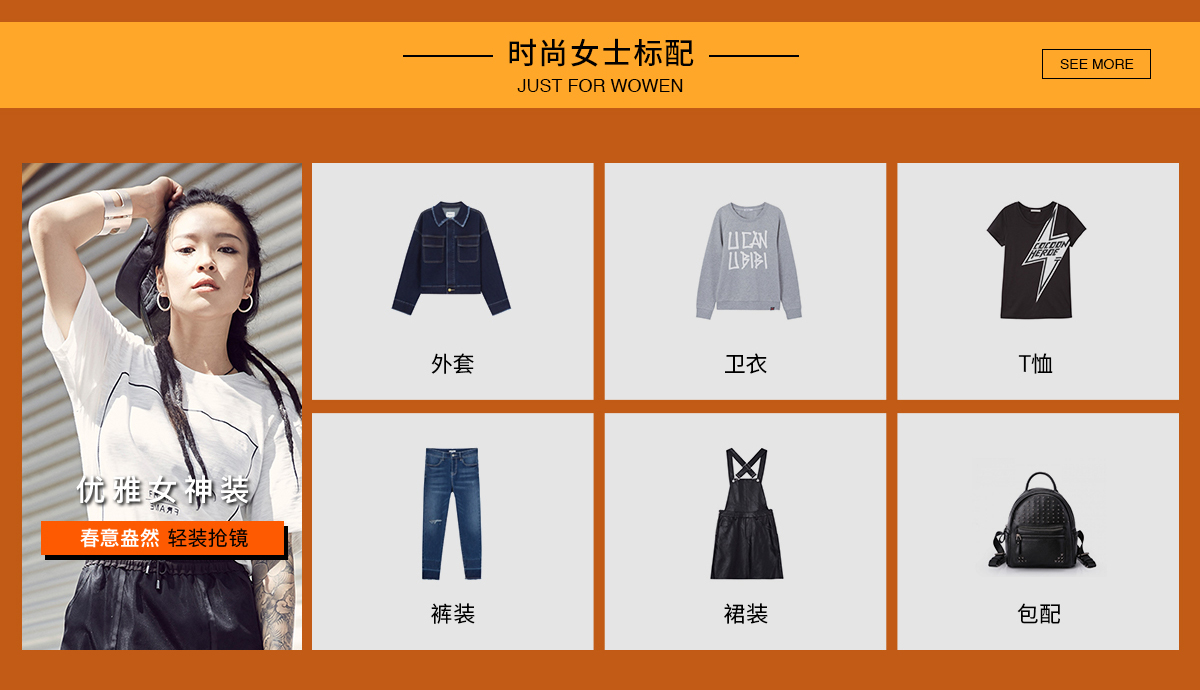 时尚女士标配
JUST FOR WOWEN
SEE MORE
优雅女神装
春意盎然 轻装抢镜
U CAN
U BIBI
COCOON
外套
卫衣
T恤
裤装
裙装
包配